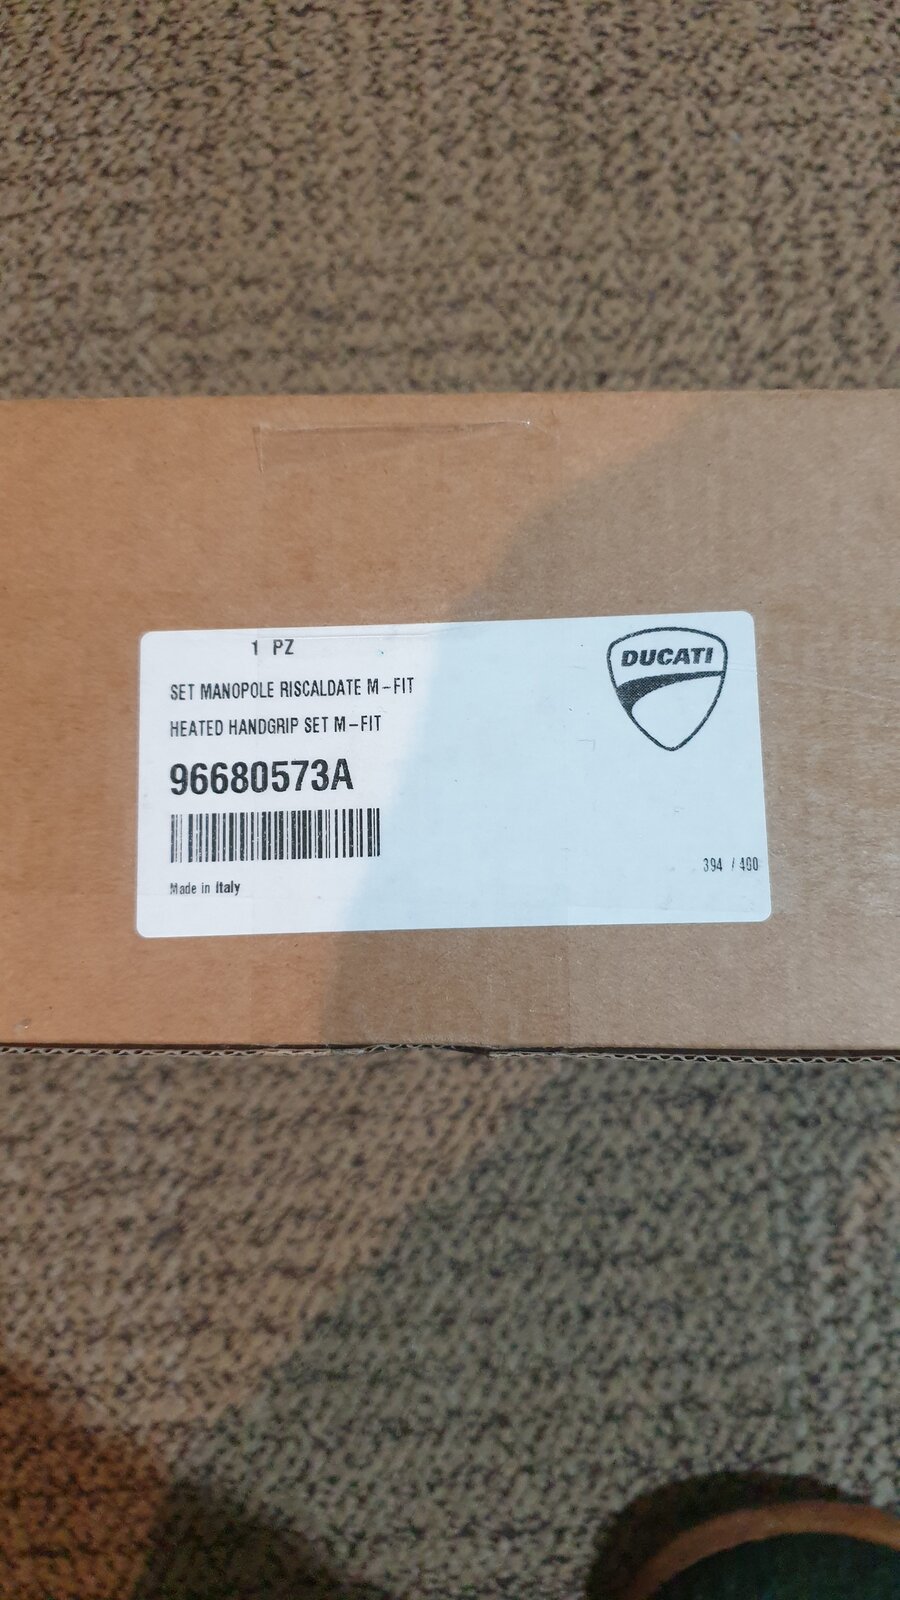 1 PZ
SET MANOPOLE RISCALDATE M-FIT
HEATED HANDGRIP SET M-FIT
96680573A
Made in Italy
DUCATI
394 / 400